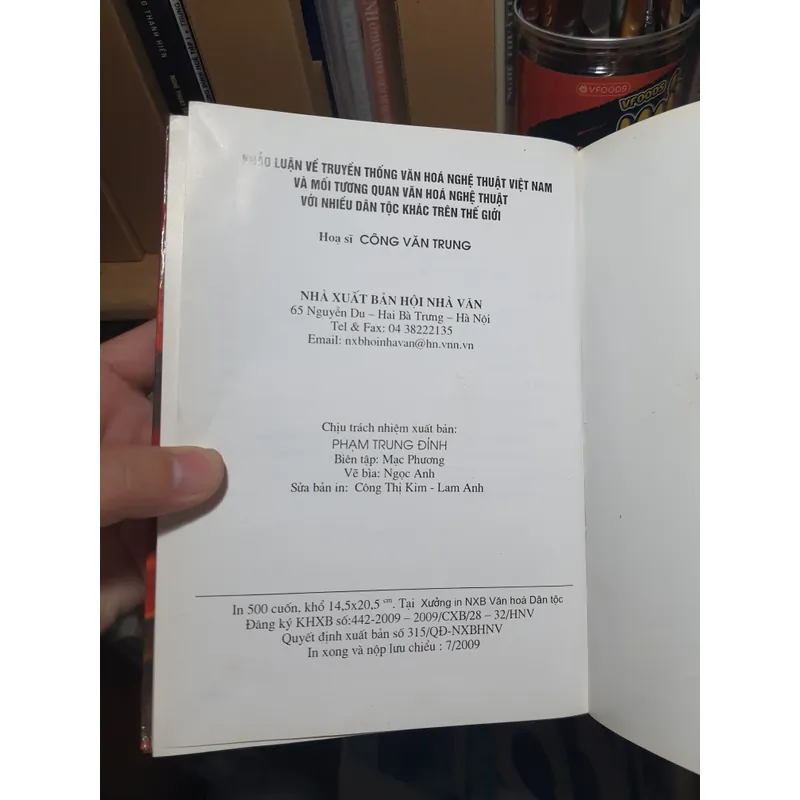 THANH HIÊN
VFOODS
VFOODS
KHẢO LUẬN VỀ TRUYỀN THỐNG VĂN HOÁ NGHỆ THUẬT VIỆT NAM
VÀ MỐI TƯƠNG QUAN VĂN HOÁ NGHỆ THUẬT
VỚI NHIỀU DÂN TỘC KHÁC TRÊN THẾ GIỚI
Hoạ sĩ CÔNG VĂN TRUNG
NHÀ XUẤT BẢN HỘI NHÀ VĂN
65 Nguyễn Du – Hai Bà Trưng – Hà Nội
Tel & Fax: 04 38222135
Email: nxbhoinhavan@hn.vnn.vn
Chịu trách nhiệm xuất bản:
PHẠM TRUNG ĐỈNH
Biên tập: Mạc Phương
Vẽ bìa: Ngọc Anh
Sửa bản in: Công Thị Kim - Lam Anh
In 500 cuốn, khổ 14,5x20,5 cm. Tại Xưởng in NXB Văn hoá Dân tộc
Đăng ký KHXB số:442-2009 – 2009/CXB/28 – 32/HNV
Quyết định xuất bản số 315/QĐ-NXBHNV
In xong và nộp lưu chiểu : 7/2009